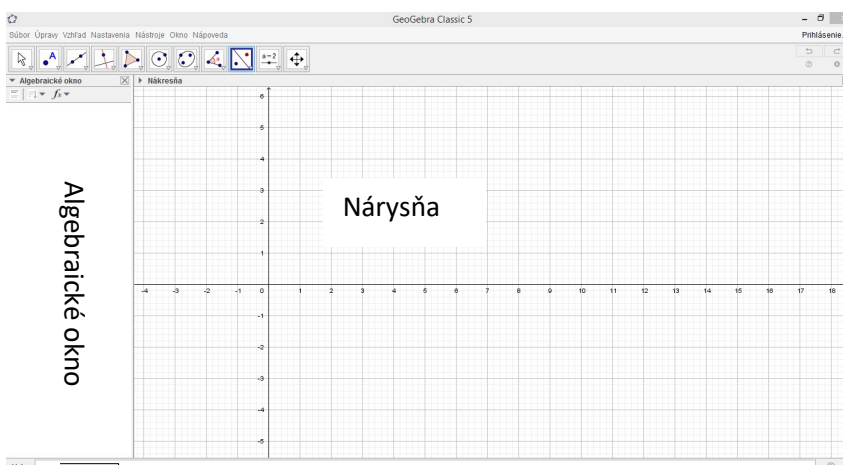 GeoGebra Classic 5
Súbor Úpravy Vzhľad Nastavenia Nástroje Okno Nápoveda
Prihlásenie.
A
α
a=2
Algebraické okno
Nákresňa
fx
6
5
4
3
2
1
-4 -3 -2 -1 0 1 2 3 4 5 6 7 8 9 10 11 12 13 14 15 16 17 18
-1
-2
-3
-4
-5
Algebraické okno
Nárysňa